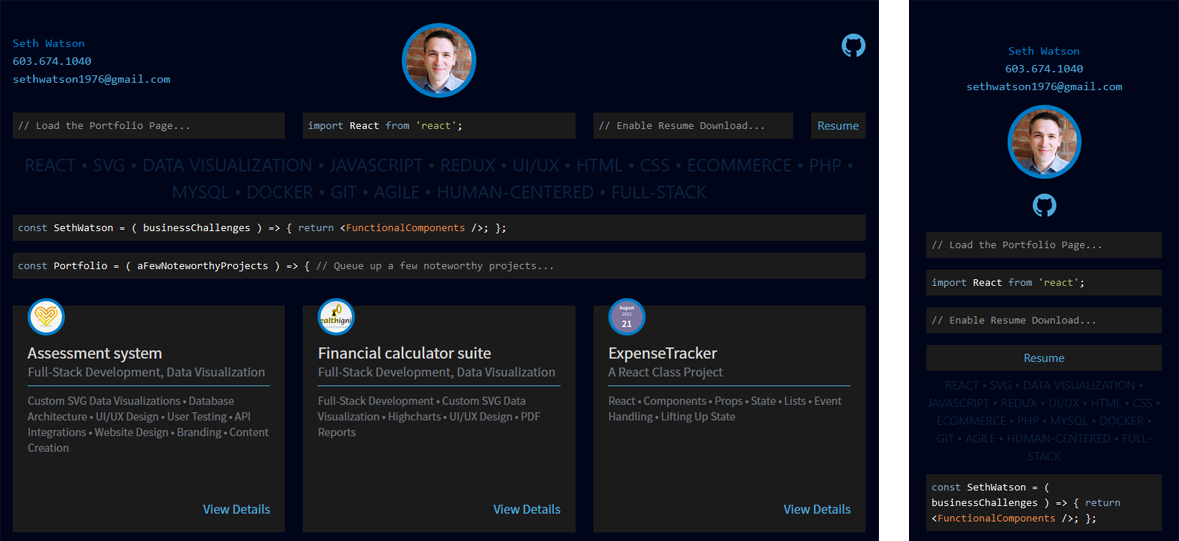 Seth Watson
603.674.1040
sethwatson1976@gmail.com
// Load the Portfolio Page...
import React from 'react';
// Enable Resume Download...
Resume
REACT • SVG • DATA VISUALIZATION • JAVASCRIPT • REDUX • UI/UX • HTML • CSS • ECOMMERCE • PHP •
MYSQL • DOCKER • GIT • AGILE • HUMAN-CENTERED • FULL-STACK
const SethWatson = ( businessChallenges ) => { return <FunctionalComponents />; };
const Portfolio = ( aFewNoteworthyProjects ) => { // Queue up a few noteworthy projects...
Assessment system
Full-Stack Development, Data Visualization
Custom SVG Data Visualizations • Database
Architecture • UI/UX Design • User Testing • API
Integrations • Website Design • Branding • Content
Creation
View Details
Financial calculator suite
Full-Stack Development, Data Visualization
Full-Stack Development • Custom SVG Data
Visualization • Highcharts • UI/UX Design • PDF
Reports
View Details
August
2022
21
ExpenseTracker
A React Class Project
React • Components • Props • State • Lists • Event
Handling • Lifting Up State
View Details
Seth Watson
603.674.1040
sethwatson1976@gmail.com
// Load the Portfolio Page...
import React from 'react';
// Enable Resume Download...
Resume
REACT • SVG • DATA VISUALIZATION •
JAVASCRIPT • REDUX • UI/UX • HTML • CSS •
ECOMMERCE • PHP • MYSQL • DOCKER •
GIT • AGILE • HUMAN-CENTERED • FULL-
STACK
const SethWatson = (
businessChallenges ) => { return
<FunctionalComponents />; };